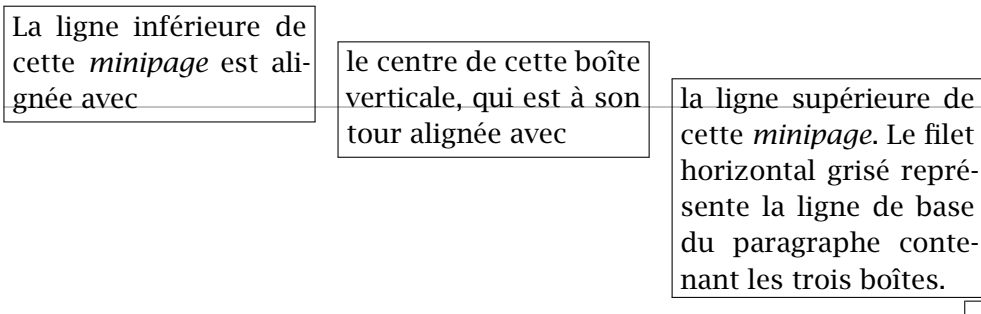 La ligne inférieure de
cette minipage est ali-
gnée avec
le centre de cette boîte
verticale, qui est à son
tour alignée avec
la ligne supérieure de
cette minipage. Le filet
horizontal grisé repré-
sente la ligne de base
du paragraphe conte-
nant les trois boîtes.